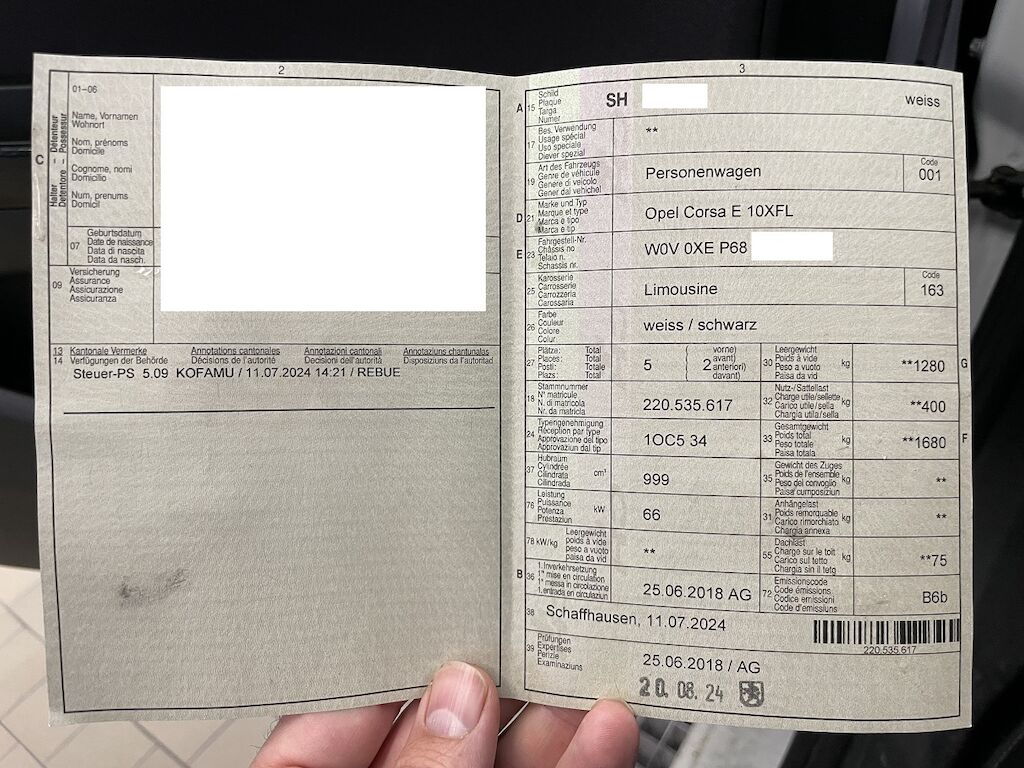 2
01–06
Name, Vornamen
Wohnort
Nom, prénoms
Domicile
Cognome, nomi
Domicilio
Num, prenums
Domicil
C
Halter – Détenteur
Detentore – Possessur
07
Geburtsdatum
Date de naissance
Data di nascita
Data da nasch.
09
Versicherung
Assurance
Assicurazione
Assicuranza
13 Kantonale Vermerke Annotations cantonales Annotazioni cantonali Annotaziuns chantunalas
14 Verfügungen der Behörde Décisions de l'autorité Decisioni dell'autorità Disposiziuns da l'autoritad
Steuer-PS 5.09 KOFAMU / 11.07.2024 14:21 / REBUE
3
A 15
Schild
Plaque
Targa
Numer
SH
weiss
17
Bes. Verwendung
Usage spécial
Uso speciale
Diever spezial
**
19
Art des Fahrzeugs
Genre de véhicule
Genere di veicolo
Gener dal vehichel
Personenwagen
Code
001
D 21
Marke und Typ
Marque et type
Marca e tipo
Marca e tip
Opel Corsa E 10XFL
E 23
Fahrgestell-Nr.
Châssis no
Telaio n.
Schassis nr.
W0V 0XE P68
25
Karosserie
Carrosserie
Carrozzeria
Carossaria
Limousine
Code
163
26
Farbe
Couleur
Colore
Colur
weiss / schwarz
27
Plätze: Total
Places: Total
Posti: Totale
Plazs: Total
5
2
vorne)
avant)
anteriori)
davant)
30
Leergewicht
Poids à vide
Peso a vuoto
Paisa da vid
kg
**1280
G
18
Stammnummer
N° matricule
N. di matricola
Nr. da matricla
220.535.617
32
Nutz-/Sattellast
Charge utile/sellette
Carico utile/sella
Chargia utila/sella
kg
**400
24
Typengenehmigung
Réception par type
Approvazione del tipo
Approvaziun dal tip
1OC5 34
33
Gesamtgewicht
Poids total
Peso totale
Paisa totala
kg
**1680
F
37
Hubraum
Cylindrée
Cilindrata
Cilindrada
cm³
999
35
Gewicht des Zuges
Poids de l'ensemble
Peso del convoglio
Paisa cumposiziun
kg
**
76
Leistung
Puissance
Potenza
Prestaziun
kW
66
31
Anhängelast
Poids remorquable
Carico rimorchiato
Chargia annexa
kg
**
78 kW/kg
Leergewicht
poids à vide
peso a vuoto
paisa da vid
**
55
Dachlast
Charge sur le toit
Carico sul tetto
Chargia sin il tetg
kg
**75
B 36
1. Inverkehrsetzung
1re mise en circulation
1a messa in circolazione
1. entrada en circulaziun
25.06.2018 AG
72
Emissionscode
Code émissions
Codice emissioni
Code d'emissiuns
B6b
38
Schaffhausen, 11.07.2024
220.535.617
39
Prüfungen
Expertises
Perizie
Examinaziuns
25.06.2018 / AG
20. 08. 24